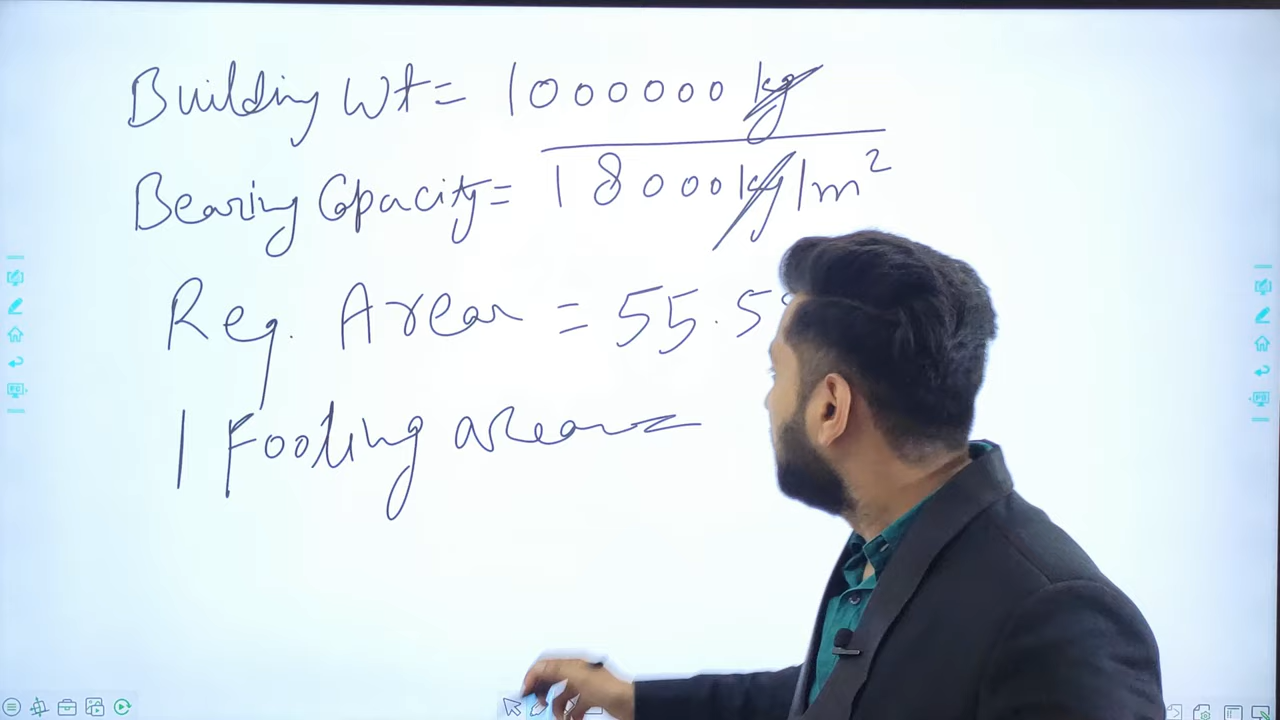 Building Wt = 1000000 kg
Bearing Capacity = 18000 kg/m²
Req. Area = 55.5
1 Footing area =